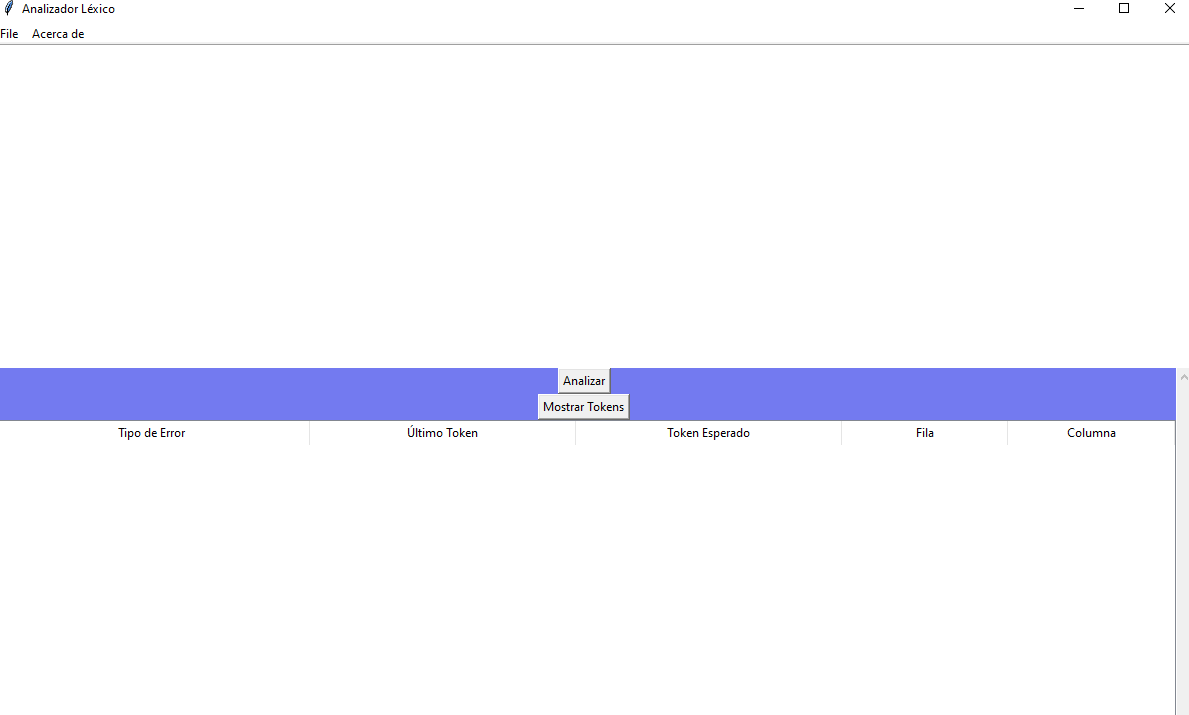 Analizador Léxico
File Acerca de
Analizar
Mostrar Tokens
Tipo de Error Último Token Token Esperado Fila Columna